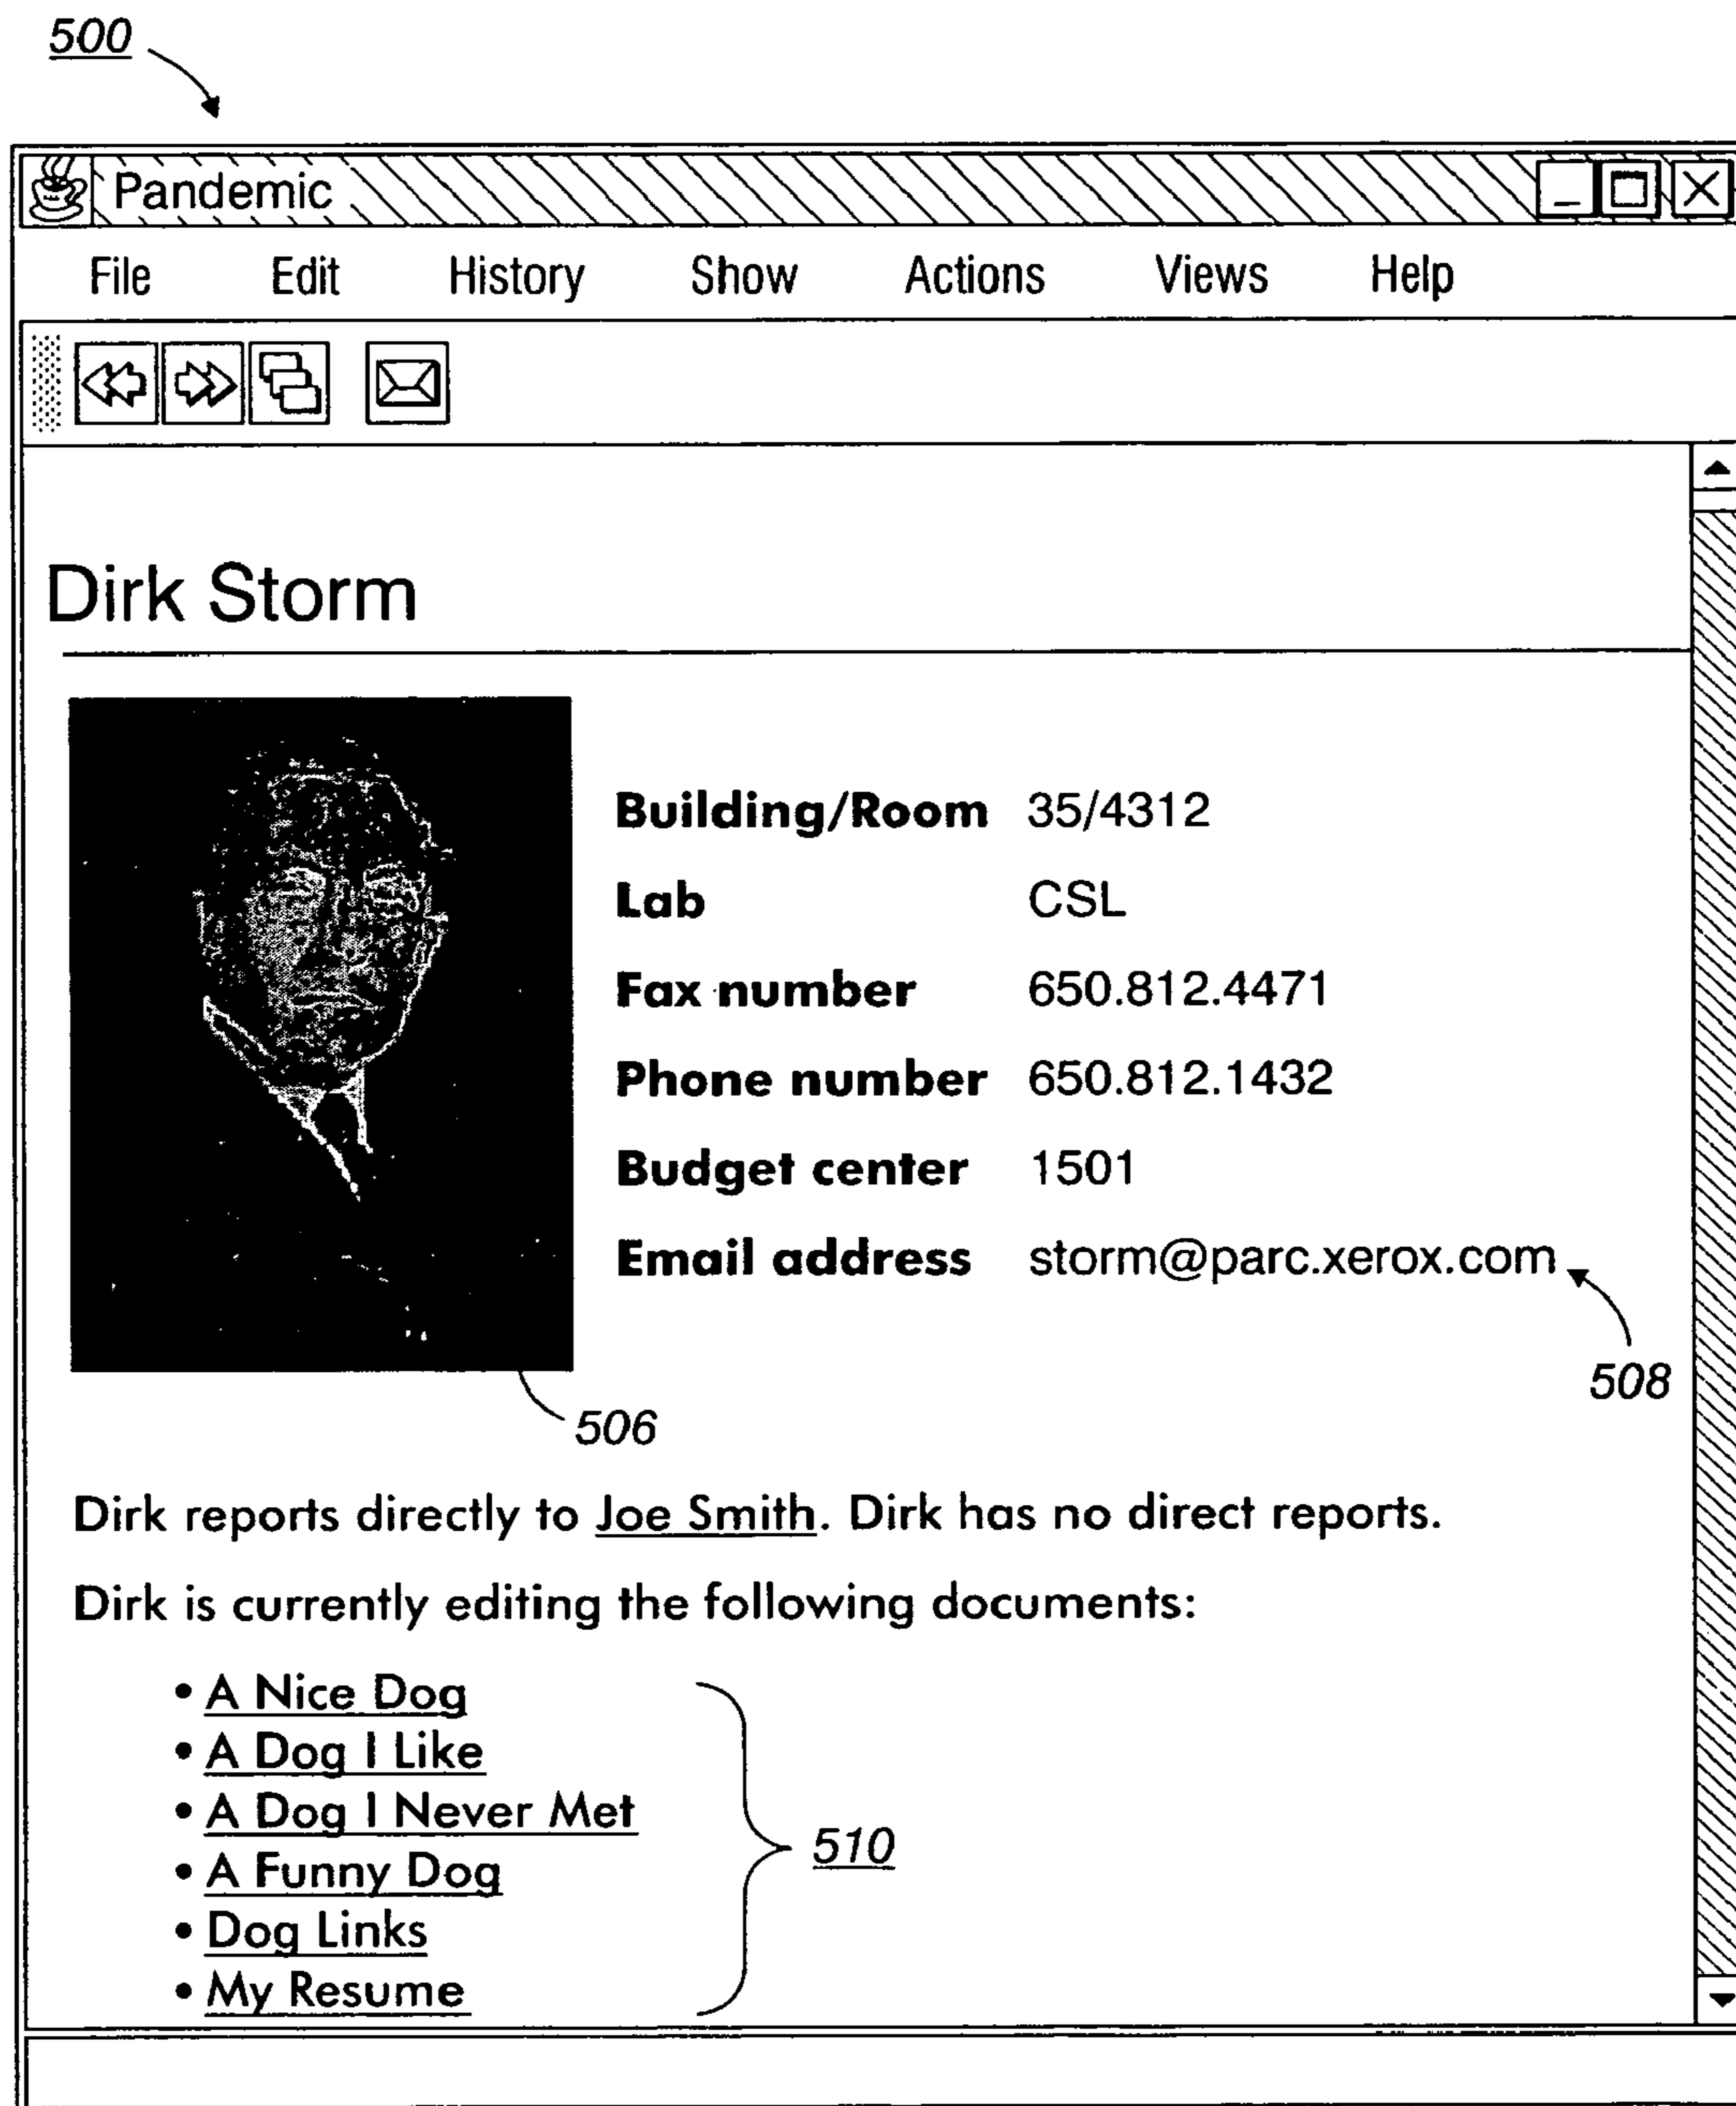 500
Pandemic
File Edit History Show Actions Views Help
Dirk Storm
Building/Room 35/4312
Lab CSL
Fax number 650.812.4471
Phone number 650.812.1432
Budget center 1501
Email address storm@parc.xerox.com
508
506
Dirk reports directly to Joe Smith. Dirk has no direct reports.
Dirk is currently editing the following documents:
• A Nice Dog
• A Dog I Like
• A Dog I Never Met
• A Funny Dog
• Dog Links
• My Resume
510